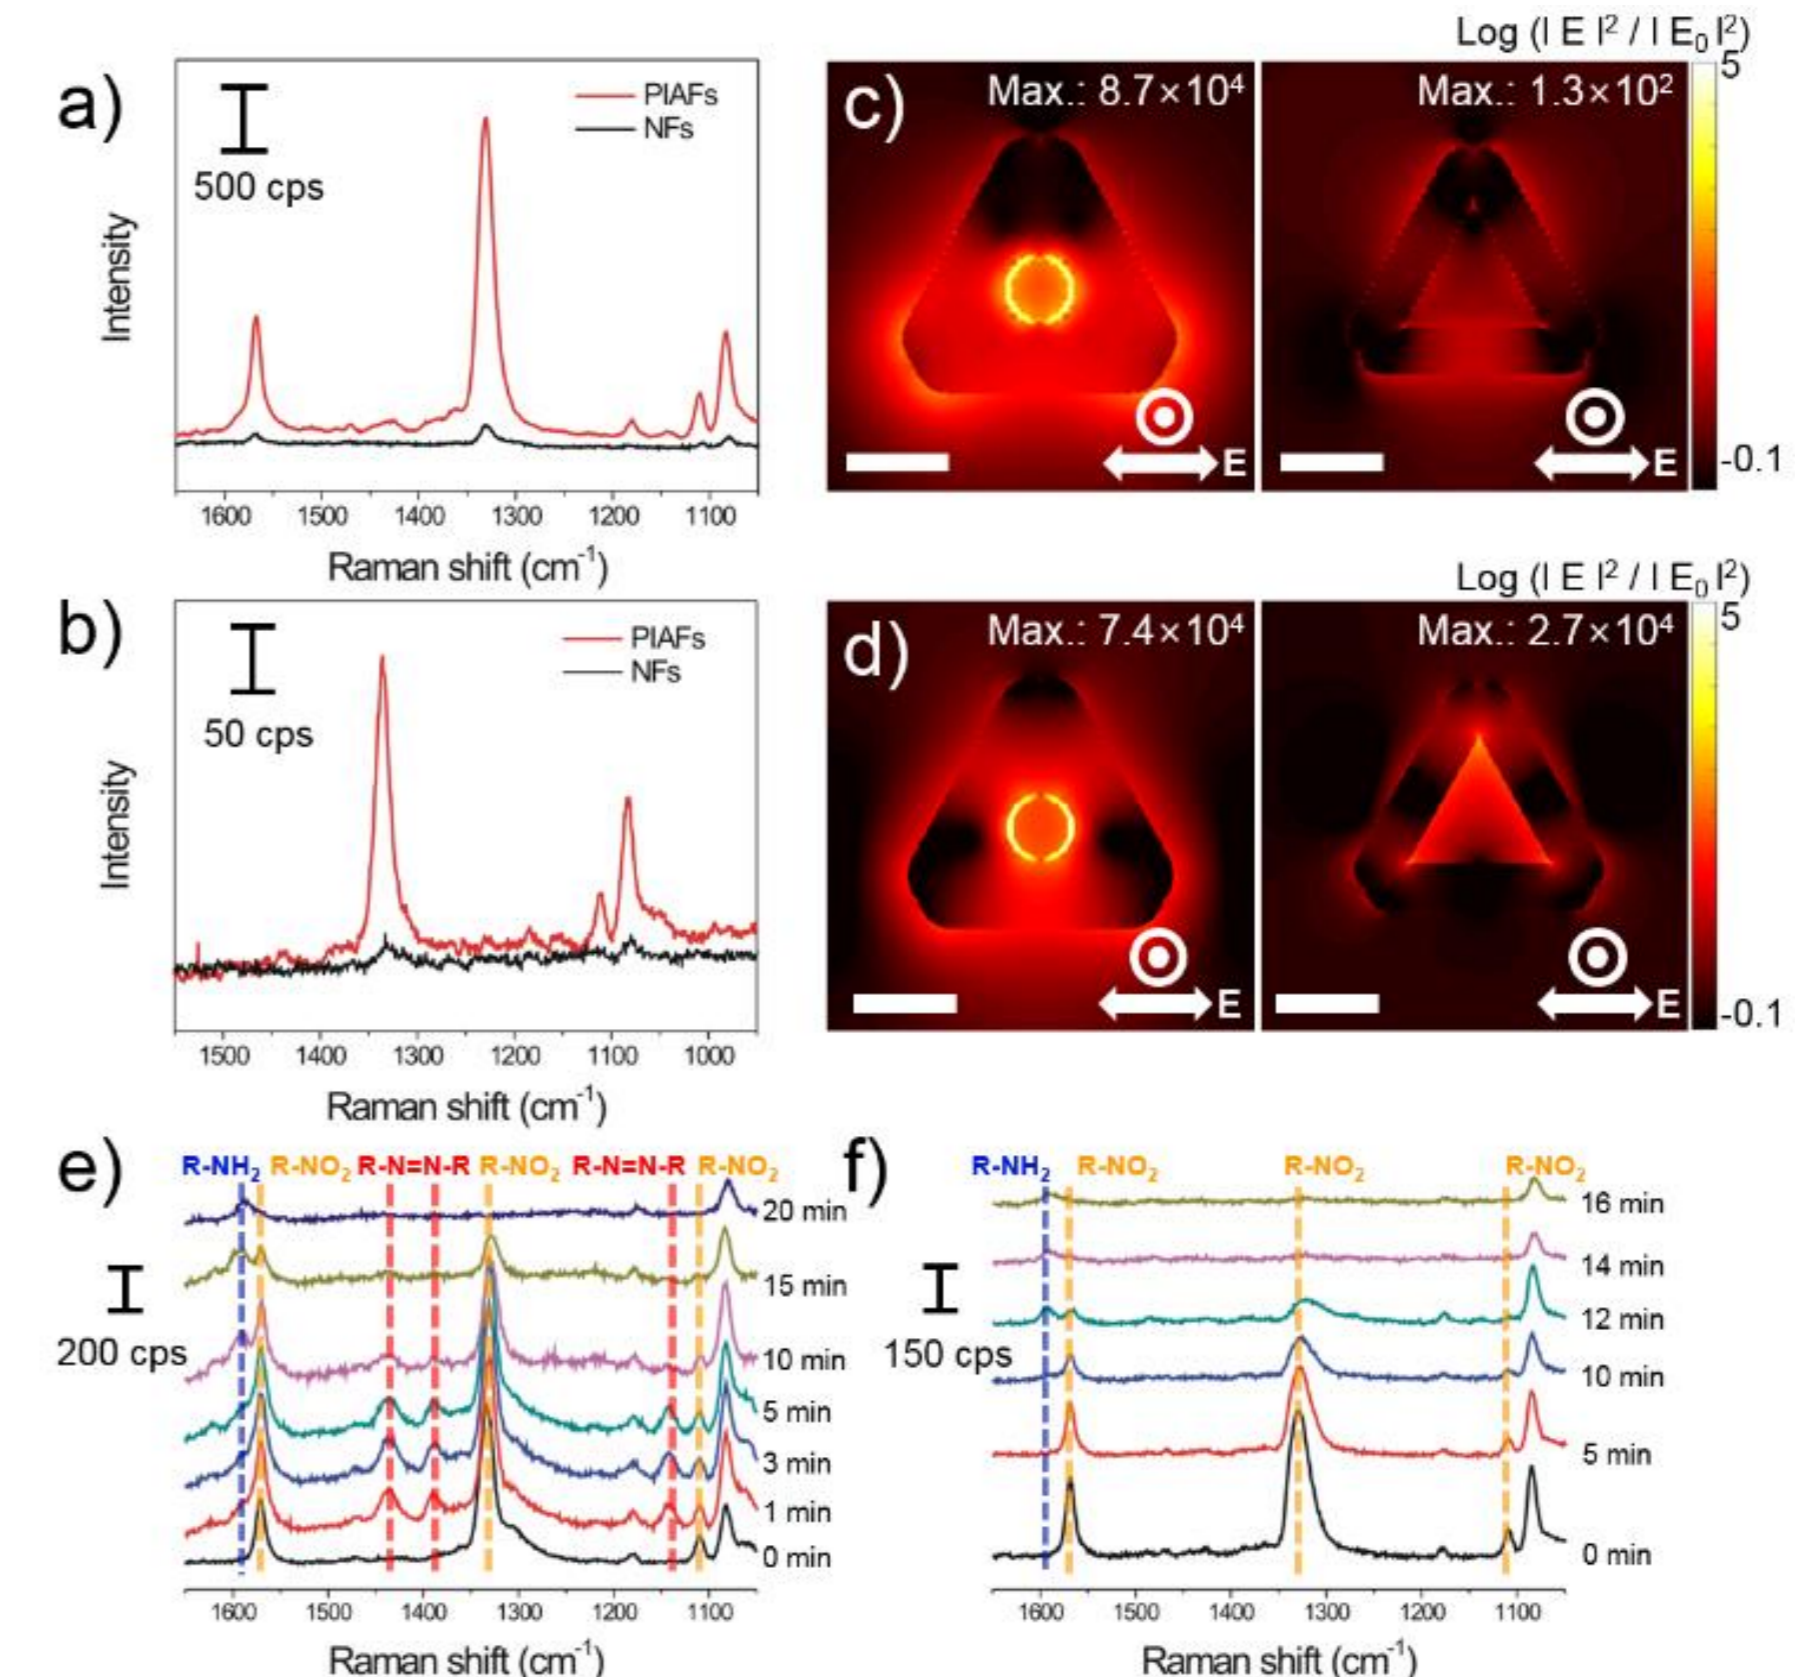 a)
500 cps
PIAFs
NFs
Intensity
1600 1500 1400 1300 1200 1100
Raman shift (cm⁻¹)
Log (I E I² / I E₀ I²)
c)
Max.: 8.7×10⁴
E
Max.: 1.3×10²
E
5
-0.1
b)
50 cps
PIAFs
NFs
Intensity
1500 1400 1300 1200 1100 1000
Raman shift (cm⁻¹)
Log (I E I² / I E₀ I²)
d)
Max.: 7.4×10⁴
E
Max.: 2.7×10⁴
E
5
-0.1
e)
R-NH₂ R-NO₂ R-N=N-R R-NO₂ R-N=N-R R-NO₂
200 cps
20 min
15 min
10 min
5 min
3 min
1 min
0 min
1600 1500 1400 1300 1200 1100
Raman shift (cm⁻¹)
f)
R-NH₂ R-NO₂ R-NO₂ R-NO₂
150 cps
16 min
14 min
12 min
10 min
5 min
0 min
1600 1500 1400 1300 1200 1100
Raman shift (cm⁻¹)